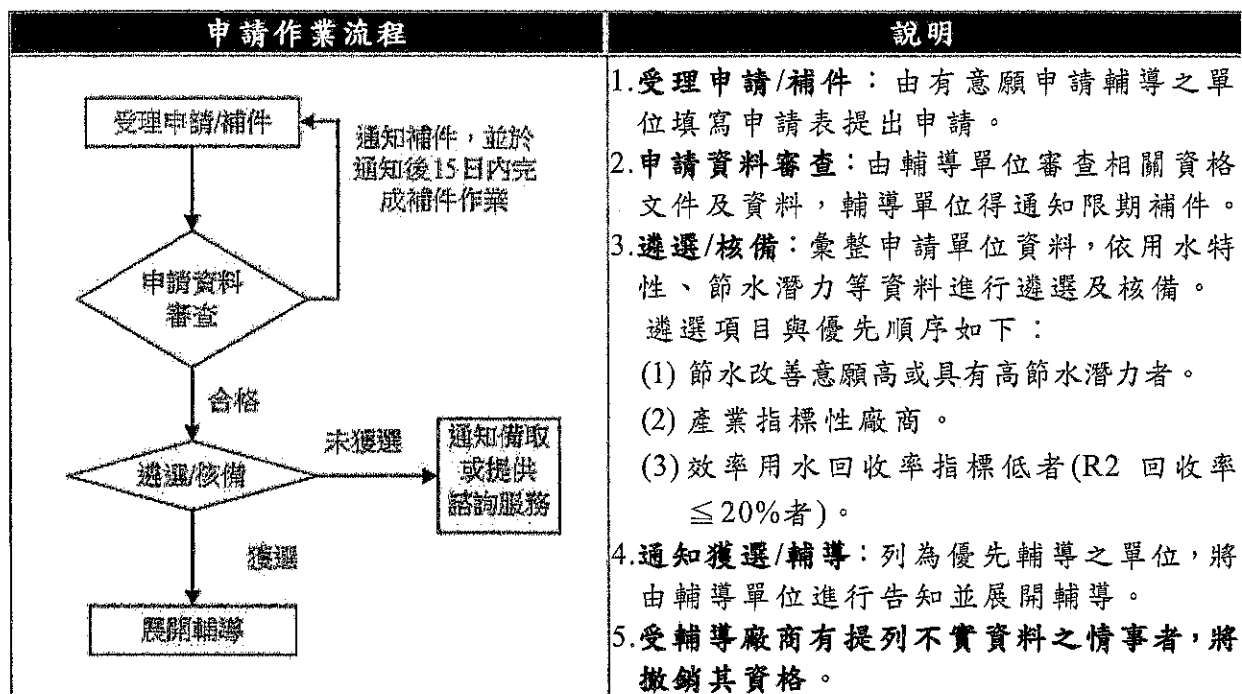 申請作業流程
說明
受理申請/補件
通知補件，並於
通知後15日內完
成補件作業
申請資料
審查
合格
遴選/核備
未獲選
通知備取
或提供
諮詢服務
獲選
展開輔導
1.受理申請/補件：由有意願申請輔導之單
位填寫申請表提出申請。
2.申請資料審查：由輔導單位審查相關資格
文件及資料，輔導單位得通知限期補件。
3.遴選/核備：彙整申請單位資料，依用水特
性、節水潛力等資料進行遴選及核備。
遴選項目與優先順序如下：
(1) 節水改善意願高或具有高節水潛力者。
(2) 產業指標性廠商。
(3) 效率用水回收率指標低者(R2 回收率
≦20%者)。
4.通知獲選/輔導：列為優先輔導之單位，將
由輔導單位進行告知並展開輔導。
5.受輔導廠商有提列不實資料之情事者，將
撤銷其資格。